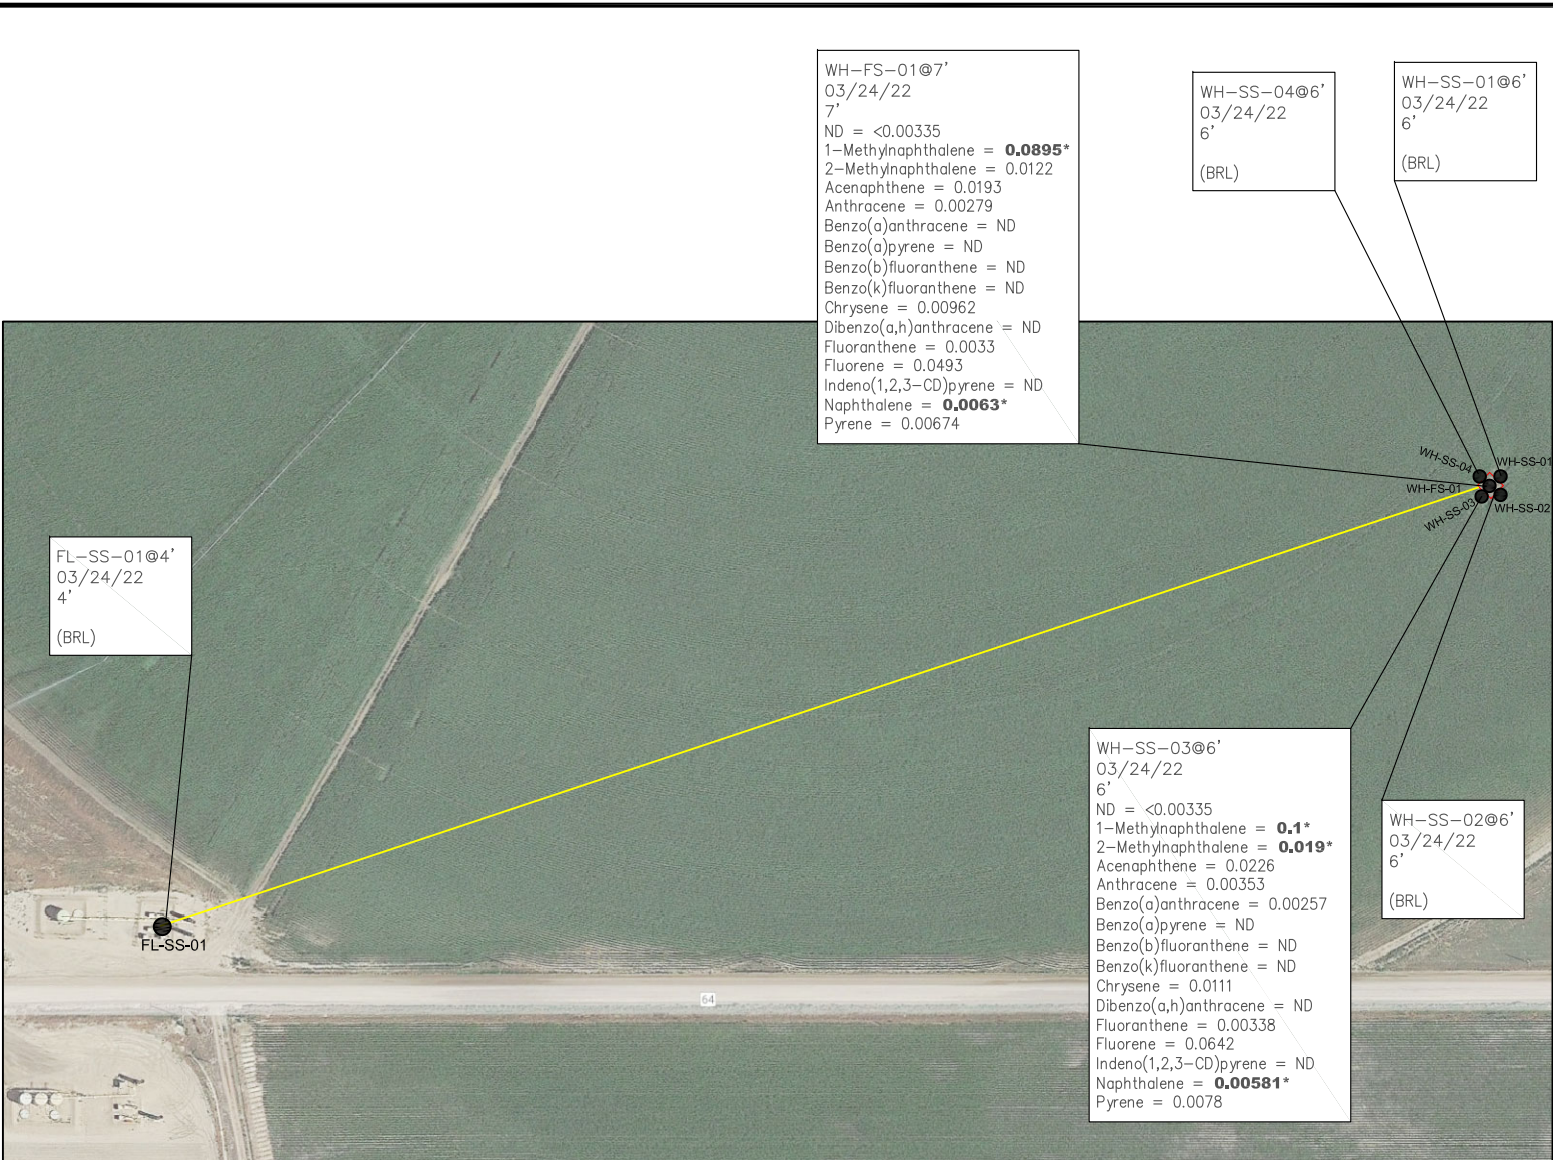 WH-FS-01@7'
03/24/22
7'
ND = <0.00335
1-Methylnaphthalene = 0.0895*
2-Methylnaphthalene = 0.0122
Acenaphthene = 0.0193
Anthracene = 0.00279
Benzo(a)anthracene = ND
Benzo(a)pyrene = ND
Benzo(b)fluoranthene = ND
Benzo(k)fluoranthene = ND
Chrysene = 0.00962
Dibenzo(a,h)anthracene = ND
Fluoranthene = 0.0033
Fluorene = 0.0493
Indeno(1,2,3-CD)pyrene = ND
Naphthalene = 0.0063*
Pyrene = 0.00674
WH-SS-04@6'
03/24/22
6'
(BRL)
WH-SS-01@6'
03/24/22
6'
(BRL)
WH-SS-04
WH-SS-01
WH-FS-01
WH-SS-03
WH-SS-02
FL-SS-01@4'
03/24/22
4'
(BRL)
FL-SS-01
64
WH-SS-03@6'
03/24/22
6'
ND = <0.00335
1-Methylnaphthalene = 0.1*
2-Methylnaphthalene = 0.019*
Acenaphthene = 0.0226
Anthracene = 0.00353
Benzo(a)anthracene = 0.00257
Benzo(a)pyrene = ND
Benzo(b)fluoranthene = ND
Benzo(k)fluoranthene = ND
Chrysene = 0.0111
Dibenzo(a,h)anthracene = ND
Fluoranthene = 0.00338
Fluorene = 0.0642
Indeno(1,2,3-CD)pyrene = ND
Naphthalene = 0.00581*
Pyrene = 0.0078
WH-SS-02@6'
03/24/22
6'
(BRL)